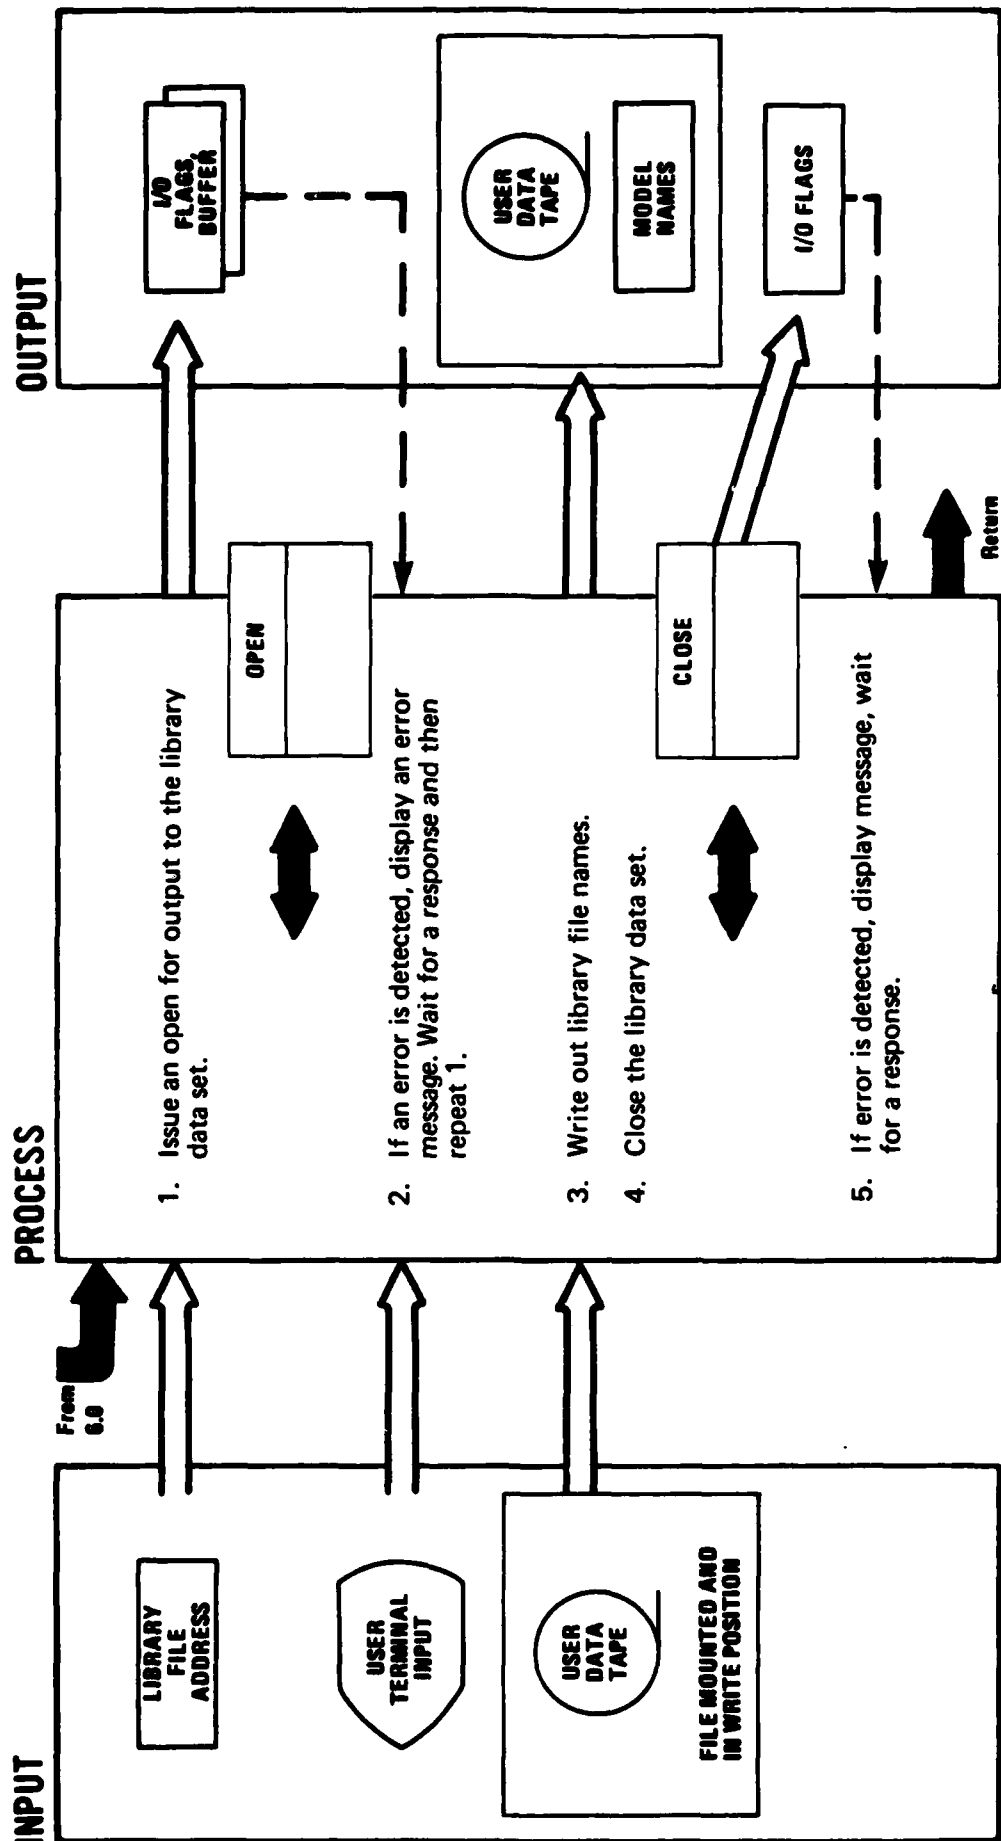 INPUT
LIBRARY
FILE
ADDRESS
USER
TERMINAL
INPUT
USER
DATA
TAPE
FILE MOUNTED AND
IN WRITE POSITION
From
6.0
PROCESS
1. Issue an open for output to the library
data set.
OPEN
2. If an error is detected, display an error
message. Wait for a response and then
repeat 1.
3. Write out library file names.
4. Close the library data set.
CLOSE
5. If error is detected, display message, wait
for a response.
Return
OUTPUT
I/O
FLAGS,
BUFFER
USER
DATA
TAPE
MODEL
NAMES
I/O FLAGS